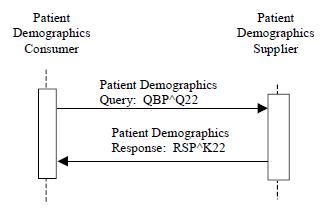 Patient
Demographics
Consumer
Patient
Demographics
Supplier
Patient Demographics
Query: QBP^Q22
Patient Demographics
Response: RSP^K22